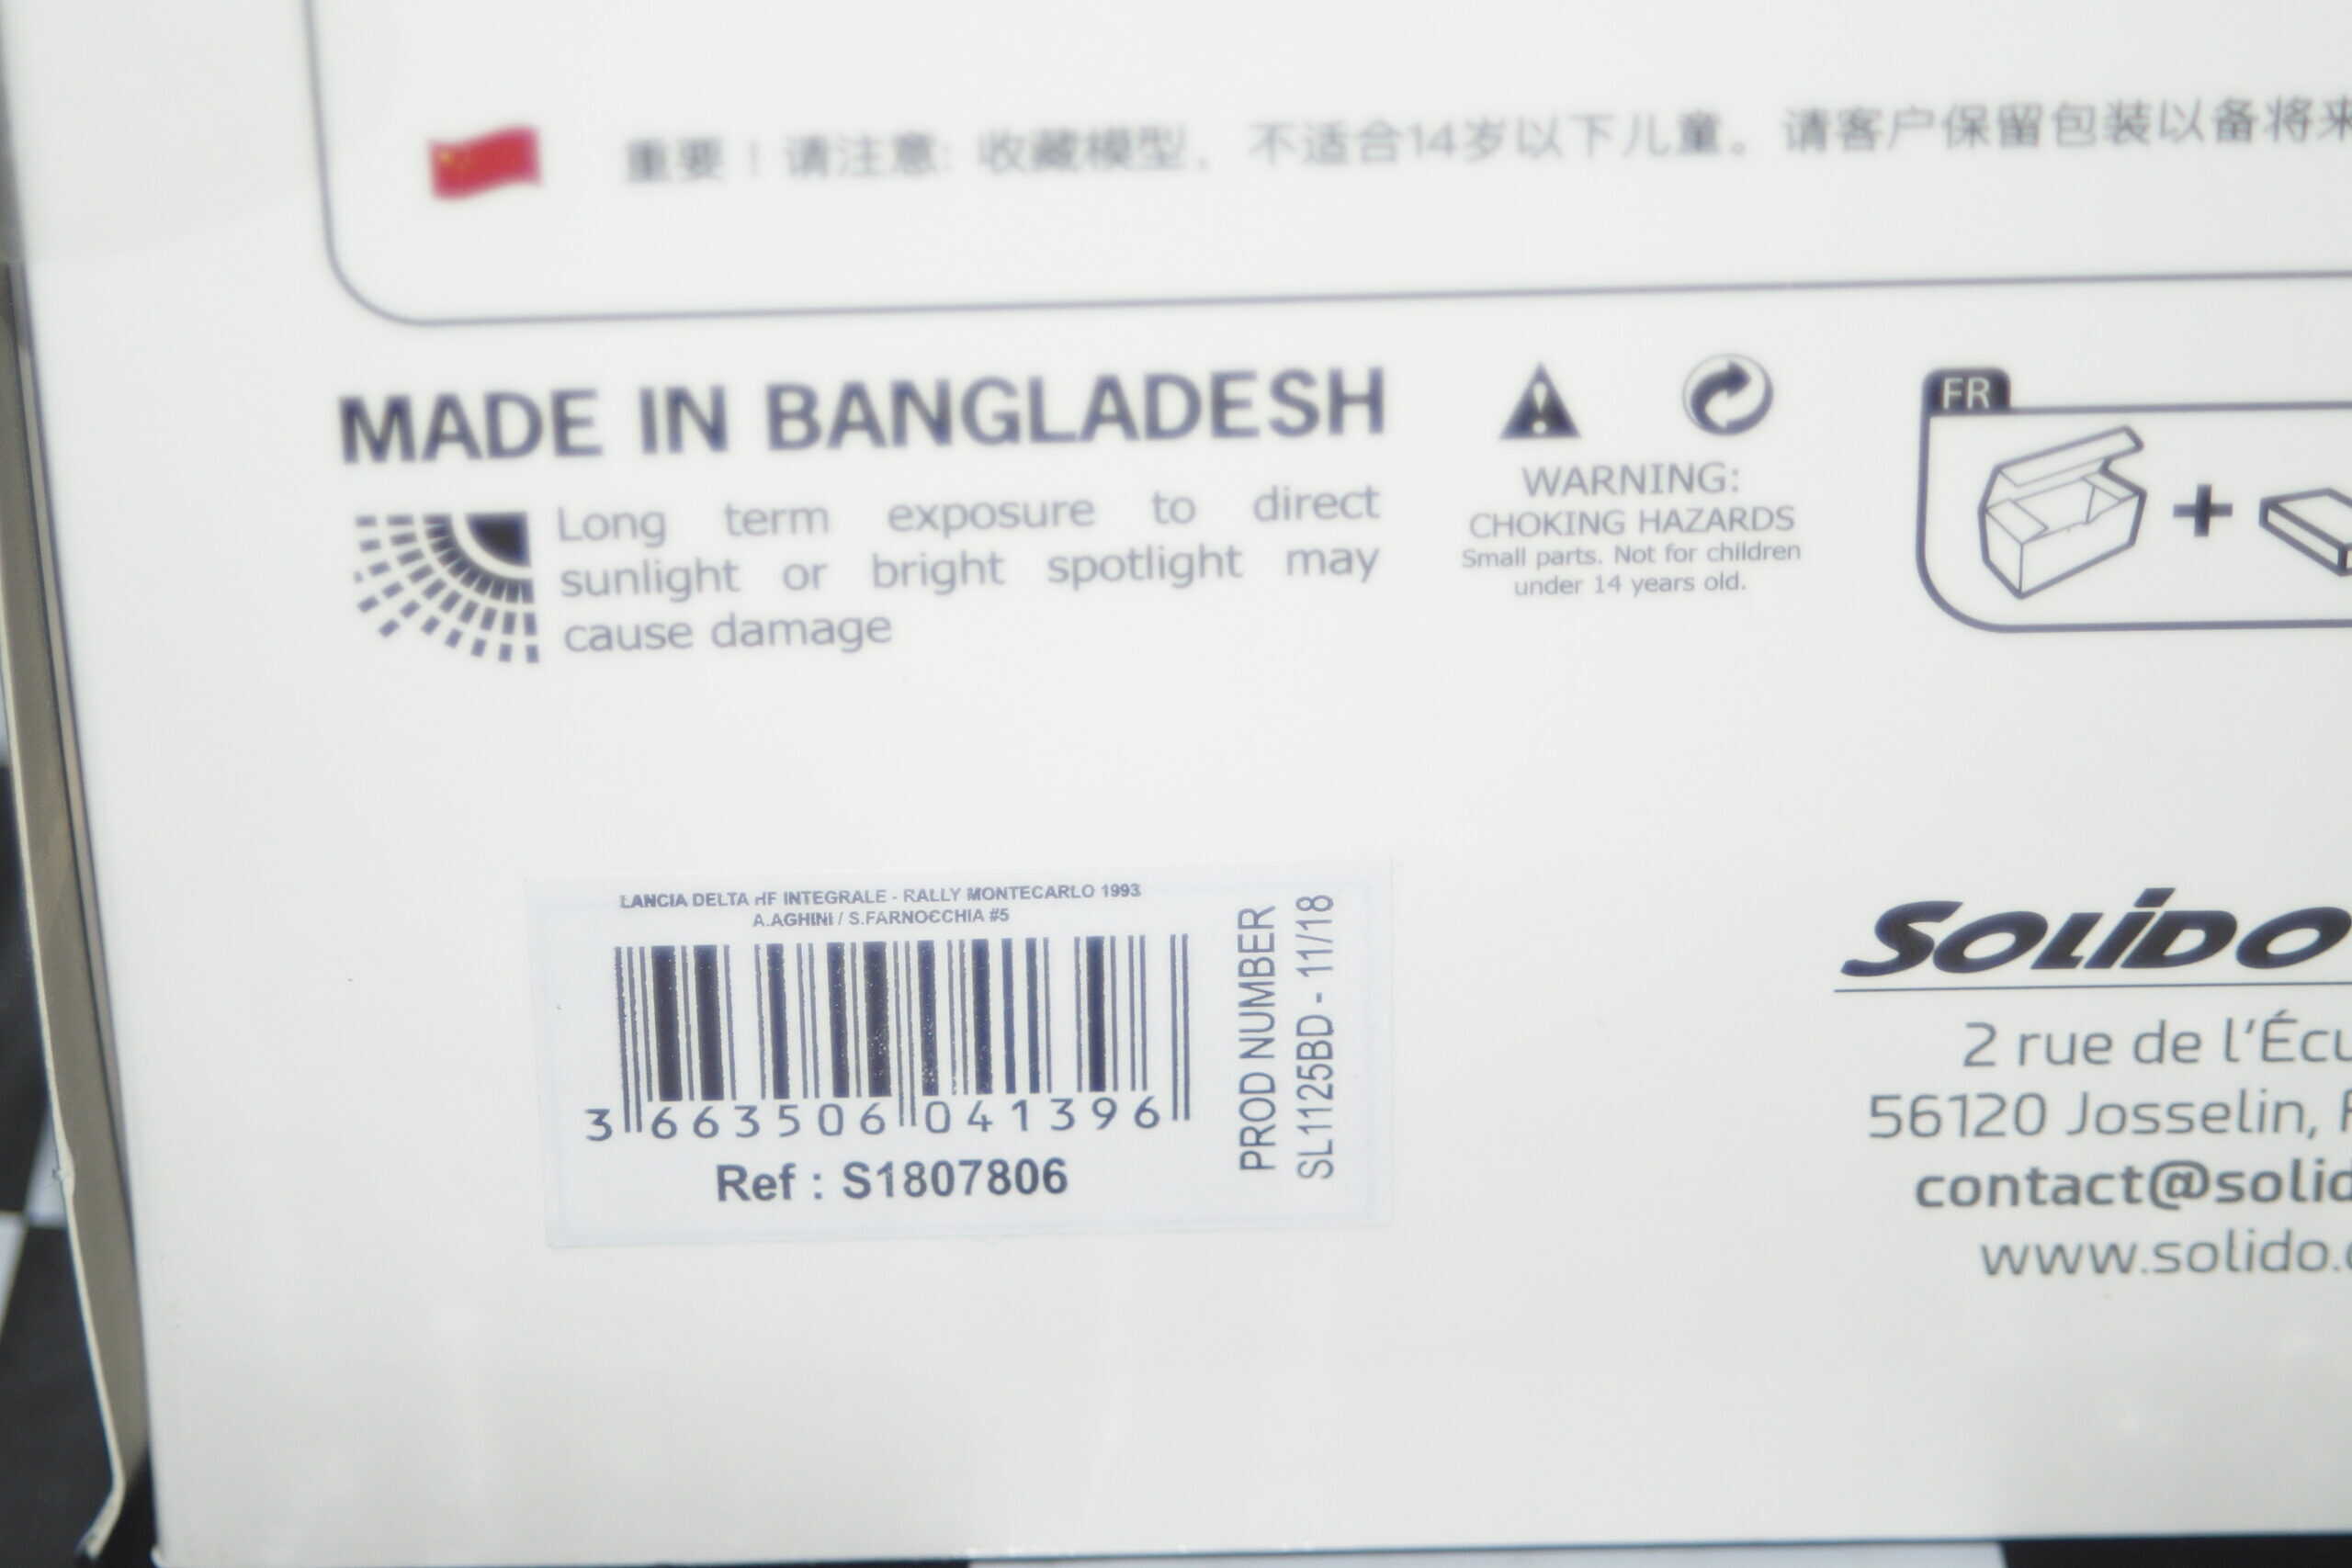 重要！请注意: 收藏模型、不适合14岁以下儿童。请客户保留包装以备将来
MADE IN BANGLADESH
Long term exposure to direct
sunlight or bright spotlight may
cause damage
WARNING:
CHOKING HAZARDS
Small parts. Not for children
under 14 years old.
FR
LANCIA DELTA HF INTEGRALE - RALLY MONTECARLO 1993
A.AGHINI / S.FARNOCCHIA #5
3 663506 041396
Ref : S1807806
PROD NUMBER
SL1125BD - 11/18
SOLIDO
2 rue de l'Écu
56120 Josselin, F
contact@solid
www.solido.